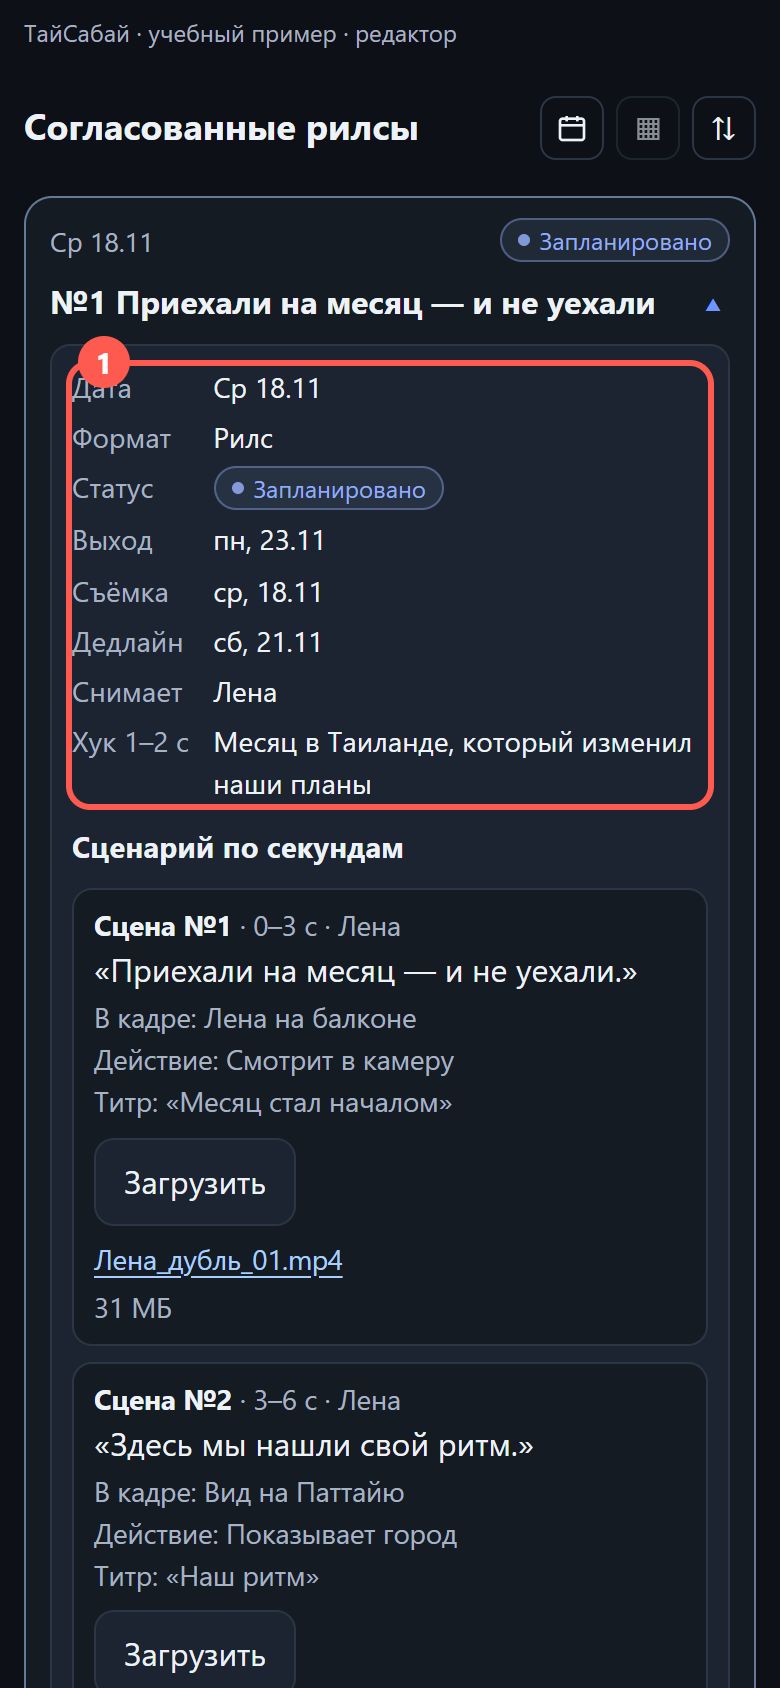 ТайСабай · учебный пример · редактор
Согласованные рилсы
Ср 18.11
Запланировано
№1 Приехали на месяц — и не уехали
1
Дата Ср 18.11
Формат Рилс
Статус Запланировано
Выход пн, 23.11
Съёмка ср, 18.11
Дедлайн сб, 21.11
Снимает Лена
Хук 1–2 с Месяц в Таиланде, который изменил
наши планы
Сценарий по секундам
Сцена №1 · 0–3 с · Лена
«Приехали на месяц — и не уехали.»
В кадре: Лена на балконе
Действие: Смотрит в камеру
Титр: «Месяц стал началом»
Загрузить
Лена_дубль_01.mp4
31 МБ
Сцена №2 · 3–6 с · Лена
«Здесь мы нашли свой ритм.»
В кадре: Вид на Паттайю
Действие: Показывает город
Титр: «Наш ритм»
Загрузить